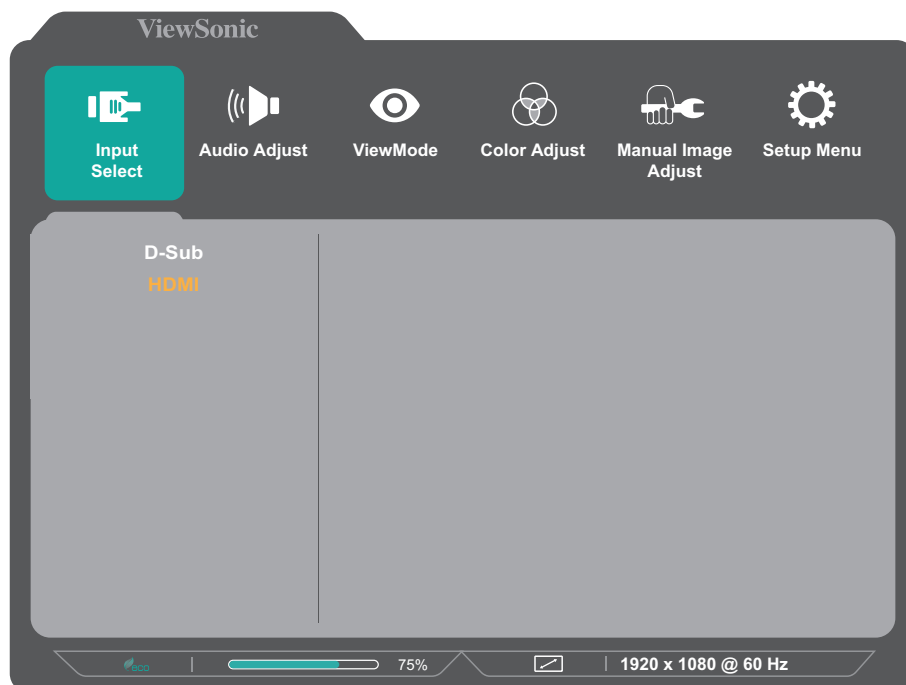 ViewSonic
Input
Select
Audio Adjust
ViewMode
Color Adjust
Manual Image
Adjust
Setup Menu
D-Sub
HDMI
eco
75%
1920 x 1080 @ 60 Hz